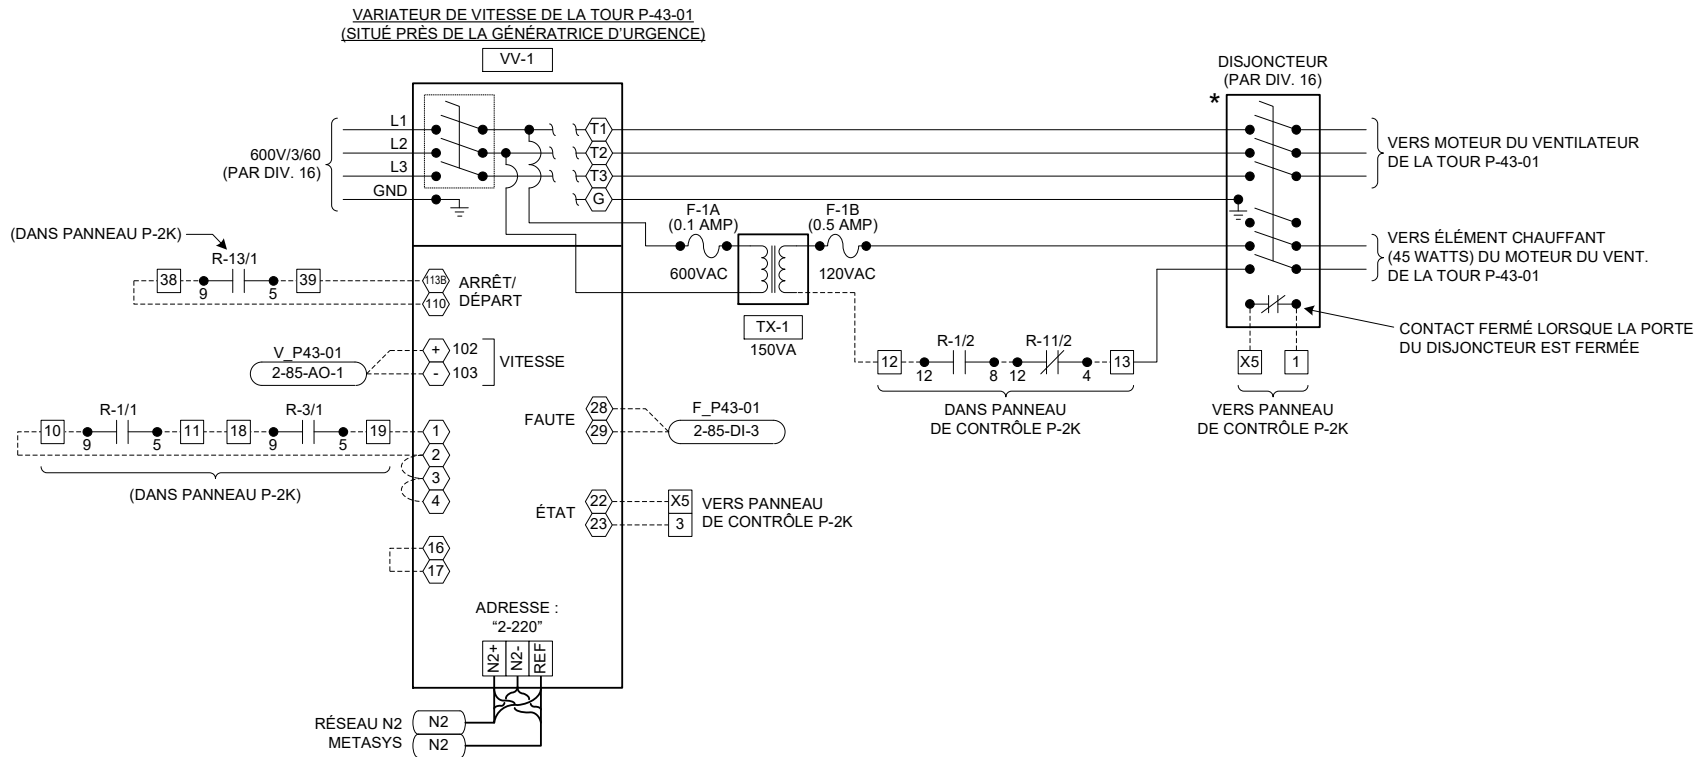 VARIATEUR DE VITESSE DE LA TOUR P-43-01
(SITUÉ PRÈS DE LA GÉNÉRATRICE D'URGENCE)
VV-1
DISJONCTEUR
(PAR DIV. 16)
*
L1
L2
L3
GND
600V/3/60
(PAR DIV. 16)
T1
T2
T3
G
VERS MOTEUR DU VENTILATEUR
DE LA TOUR P-43-01
F-1A
(0.1 AMP)
600VAC
F-1B
(0.5 AMP)
120VAC
TX-1
150VA
VERS ÉLÉMENT CHAUFFANT
(45 WATTS) DU MOTEUR DU VENT.
DE LA TOUR P-43-01
CONTACT FERMÉ LORSQUE LA PORTE
DU DISJONCTEUR EST FERMÉE
X5
1
VERS PANNEAU
DE CONTRÔLE P-2K
(DANS PANNEAU P-2K)
R-13/1
38
9
5
39
113B
110
ARRÊT/
DÉPART
V_P43-01
2-85-AO-1
+
-
102
103
VITESSE
R-1/2
R-11/2
12
12
8
12
4
13
DANS PANNEAU
DE CONTRÔLE P-2K
R-1/1
R-3/1
10
9
5
11
18
9
5
19
(DANS PANNEAU P-2K)
1
2
3
4
16
17
FAUTE
28
29
F_P43-01
2-85-DI-3
ÉTAT
22
23
X5
3
VERS PANNEAU
DE CONTRÔLE P-2K
ADRESSE :
“2-220”
N2+
N2-
REF
RÉSEAU N2
METASYS
N2
N2